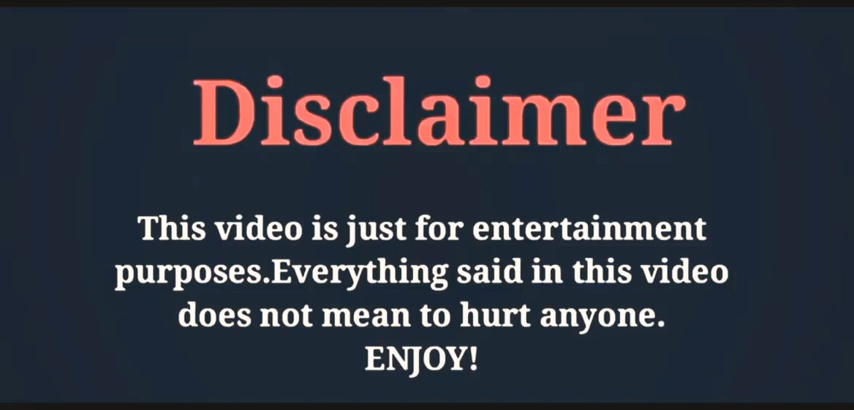 Disclaimer
This video is just for entertainment
purposes.Everything said in this video
does not mean to hurt anyone.
ENJOY!